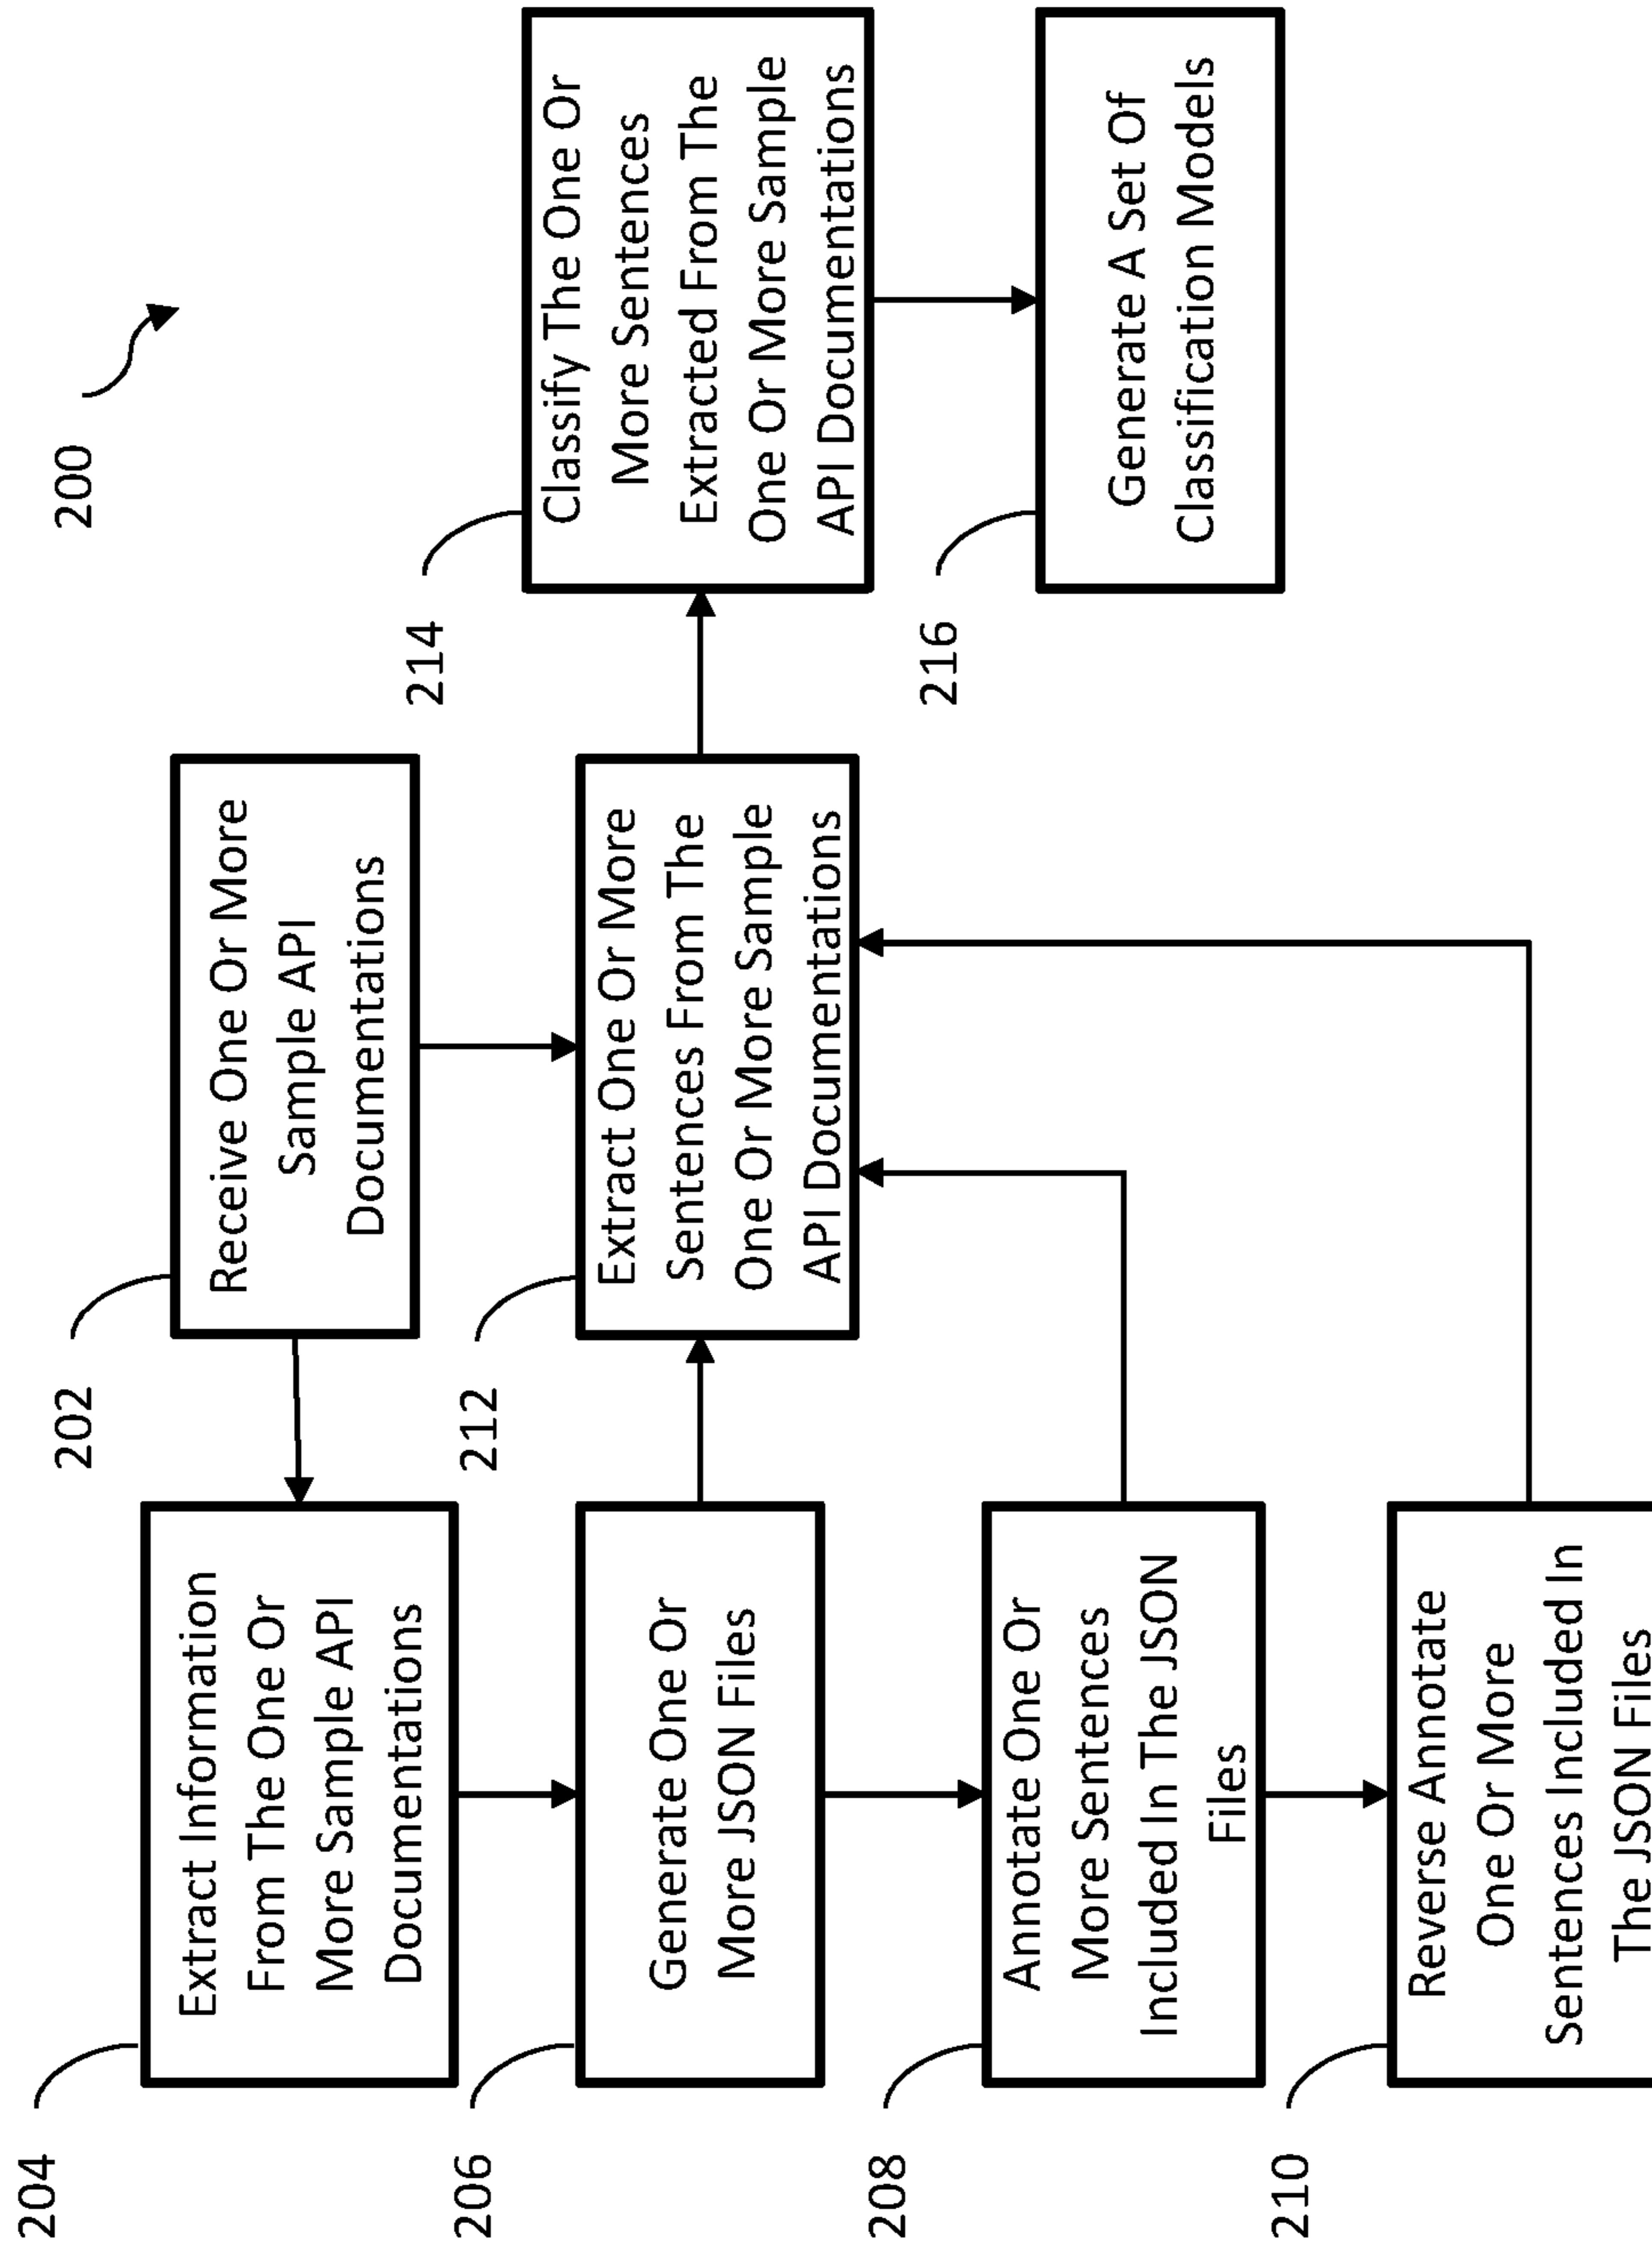 200
202
Receive One Or More
Sample API
Documentations
204
Extract Information
From The One Or
More Sample API
Documentations
206
Generate One Or
More JSON Files
208
Annotate One Or
More Sentences
Included In The JSON
Files
210
Reverse Annotate
One Or More
Sentences Included In
The JSON Files
212
Extract One Or More
Sentences From The
One Or More Sample
API Documentations
214
Classify The One Or
More Sentences
Extracted From The
One Or More Sample
API Documentations
216
Generate A Set Of
Classification Models